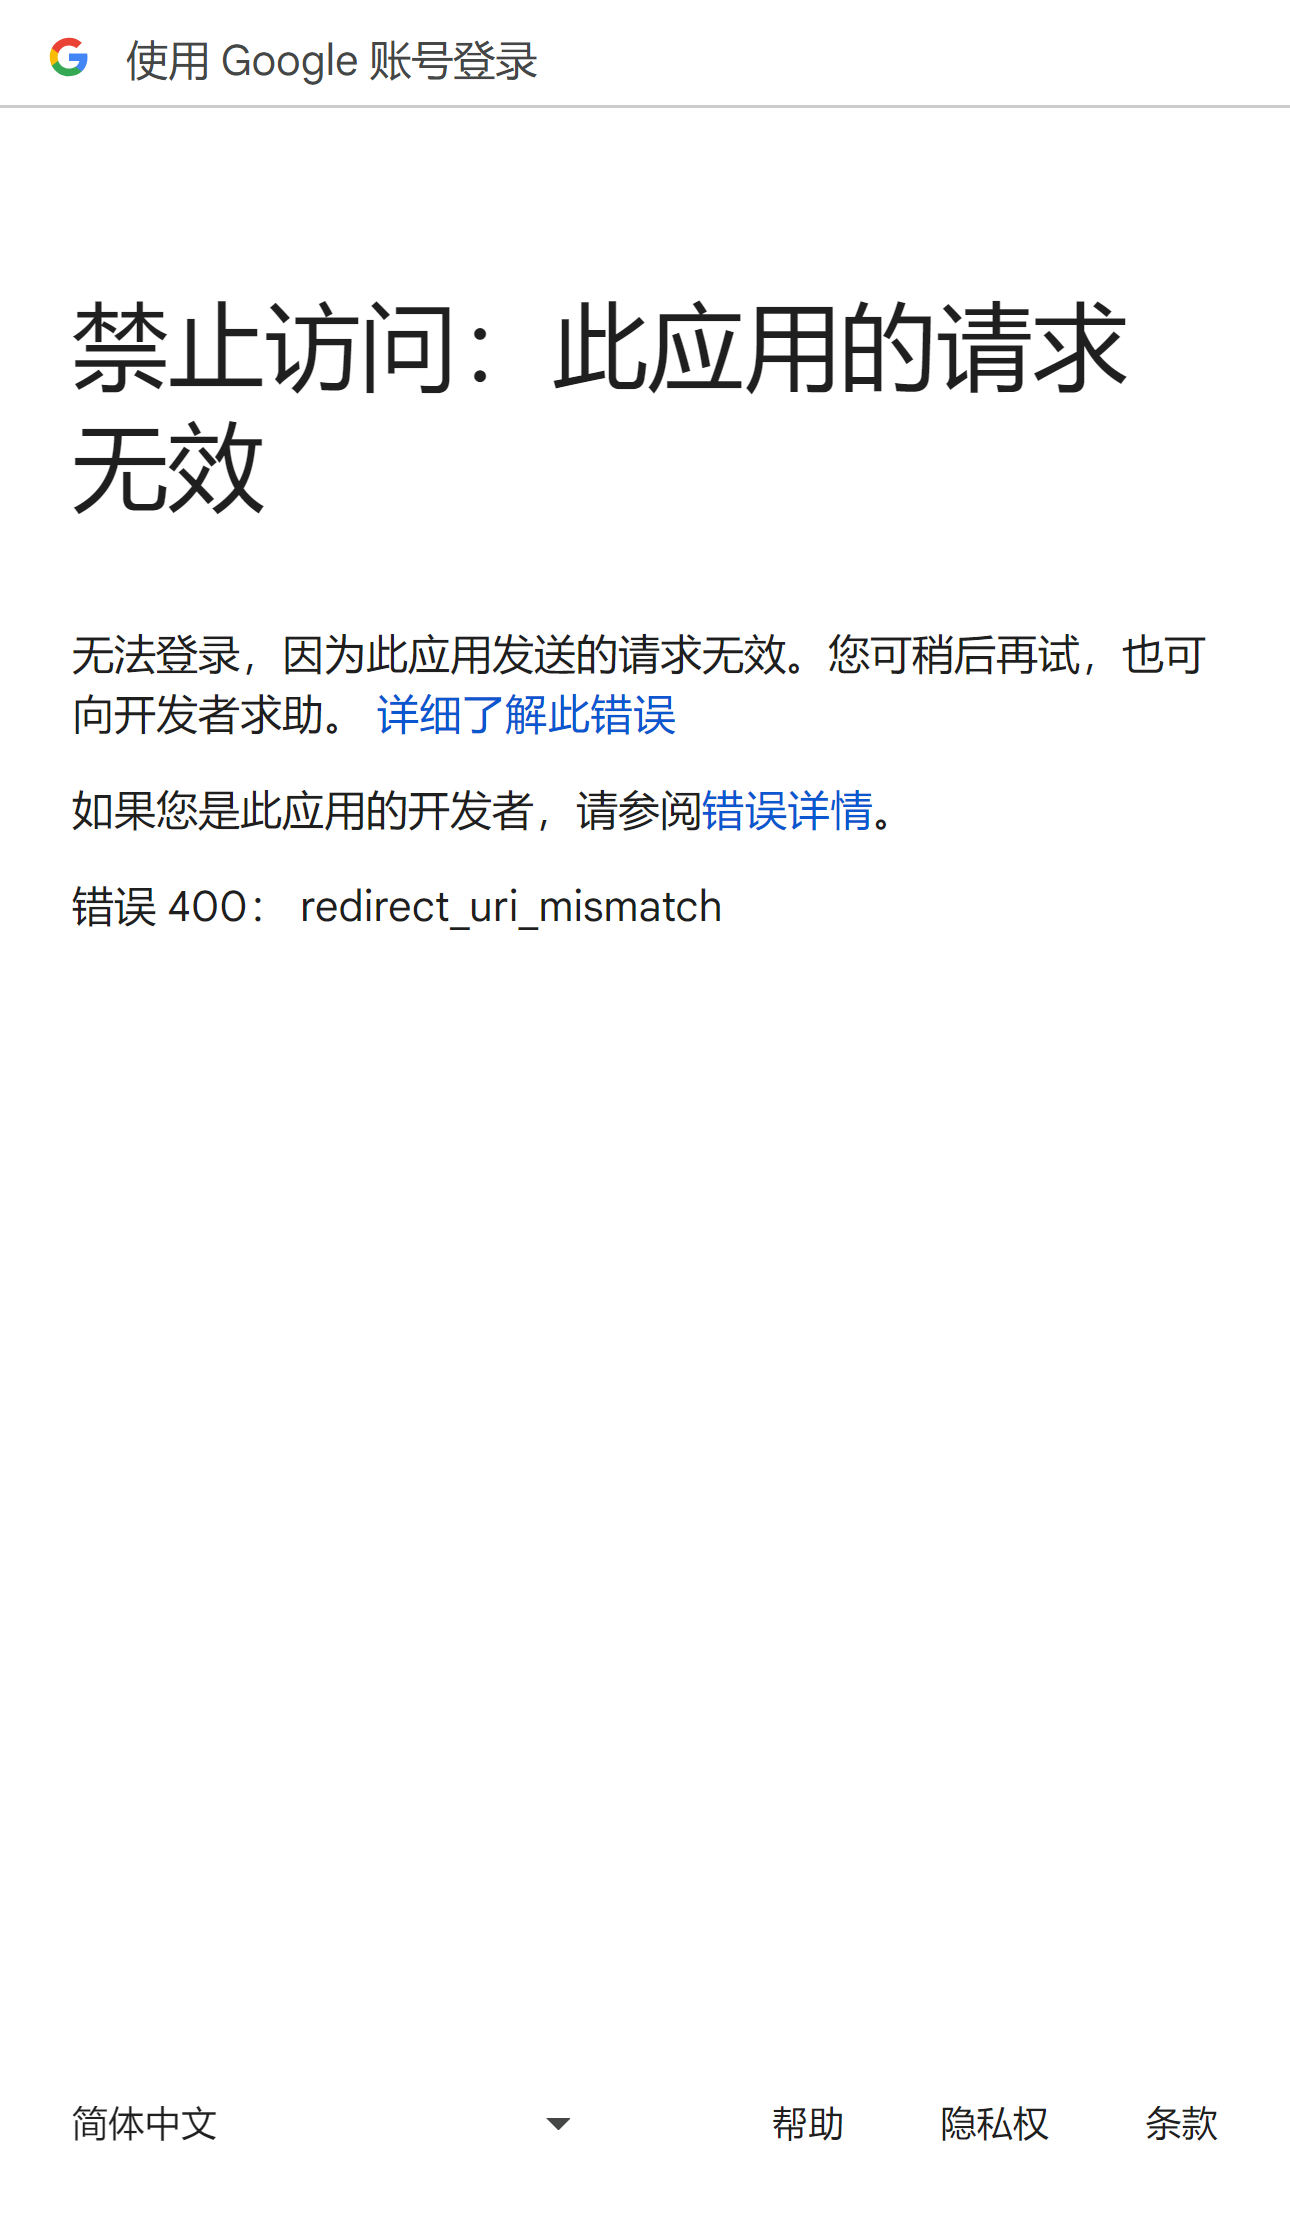 使用 Google 账号登录
禁止访问：此应用的请求
无效
无法登录，因为此应用发送的请求无效。您可稍后再试，也可
向开发者求助。 详细了解此错误
如果您是此应用的开发者，请参阅错误详情。
错误 400： redirect_uri_mismatch
简体中文 帮助 隐私权 条款